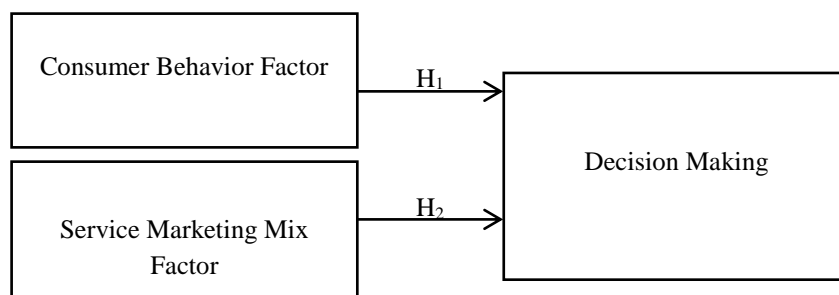 Consumer Behavior Factor
H₁
Decision Making
H₂
Service Marketing Mix
Factor